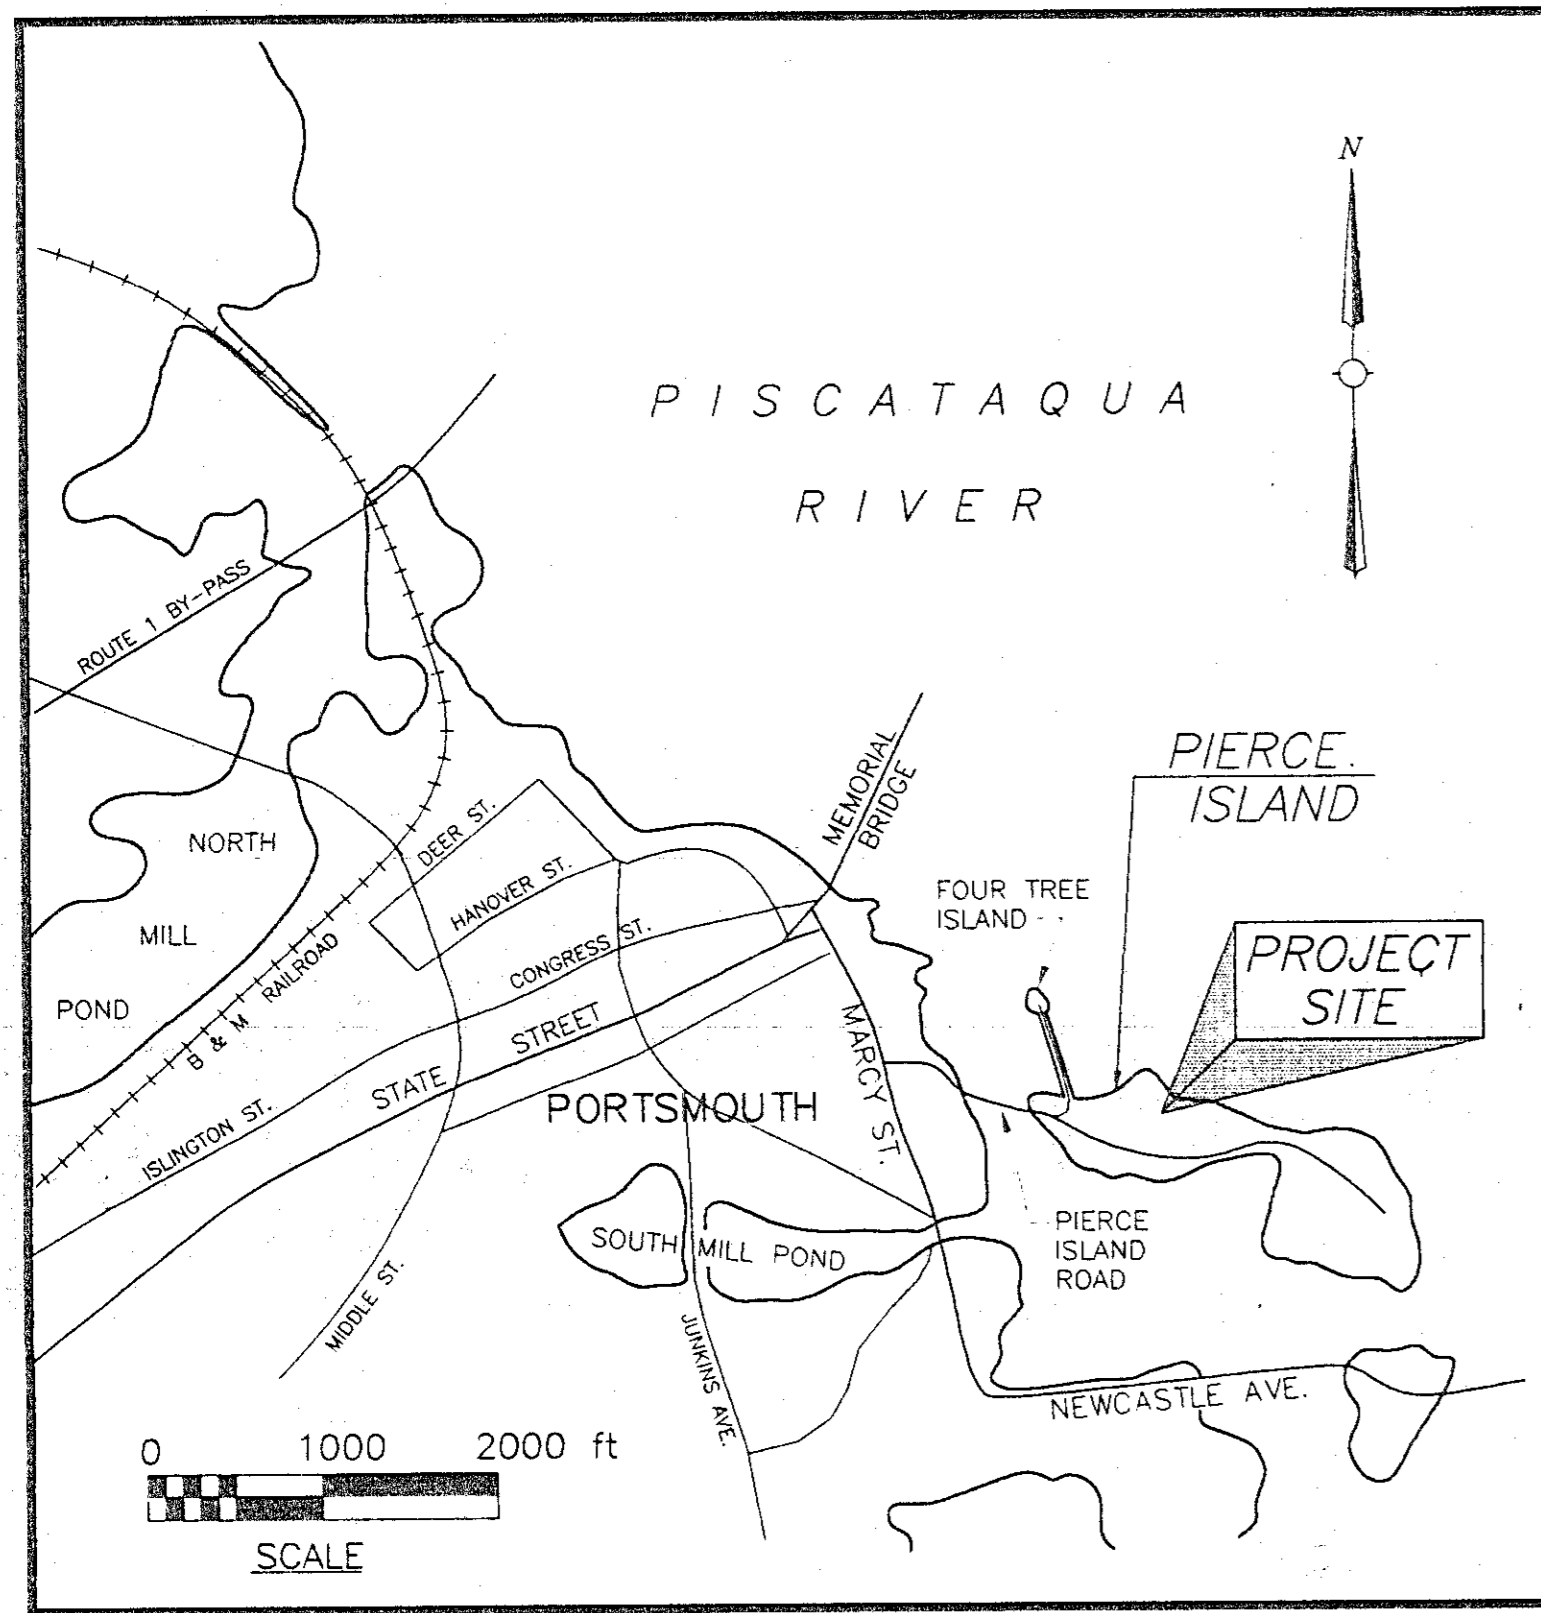 N
PISCATAQUA
RIVER
ROUTE 1 BY-PASS
MEMORIAL
BRIDGE
PIERCE.
ISLAND
NORTH
MILL
POND
DEER ST.
HANOVER ST.
CONGRESS ST.
FOUR TREE
ISLAND
PROJECT
SITE
B & M RAILROAD
STATE STREET
MARCY ST.
ISLINGTON ST.
PORTSMOUTH
SOUTH MILL POND
PIERCE
ISLAND
ROAD
MIDDLE ST.
JUNKINS AVE.
NEWCASTLE AVE.
0 1000 2000 ft
SCALE